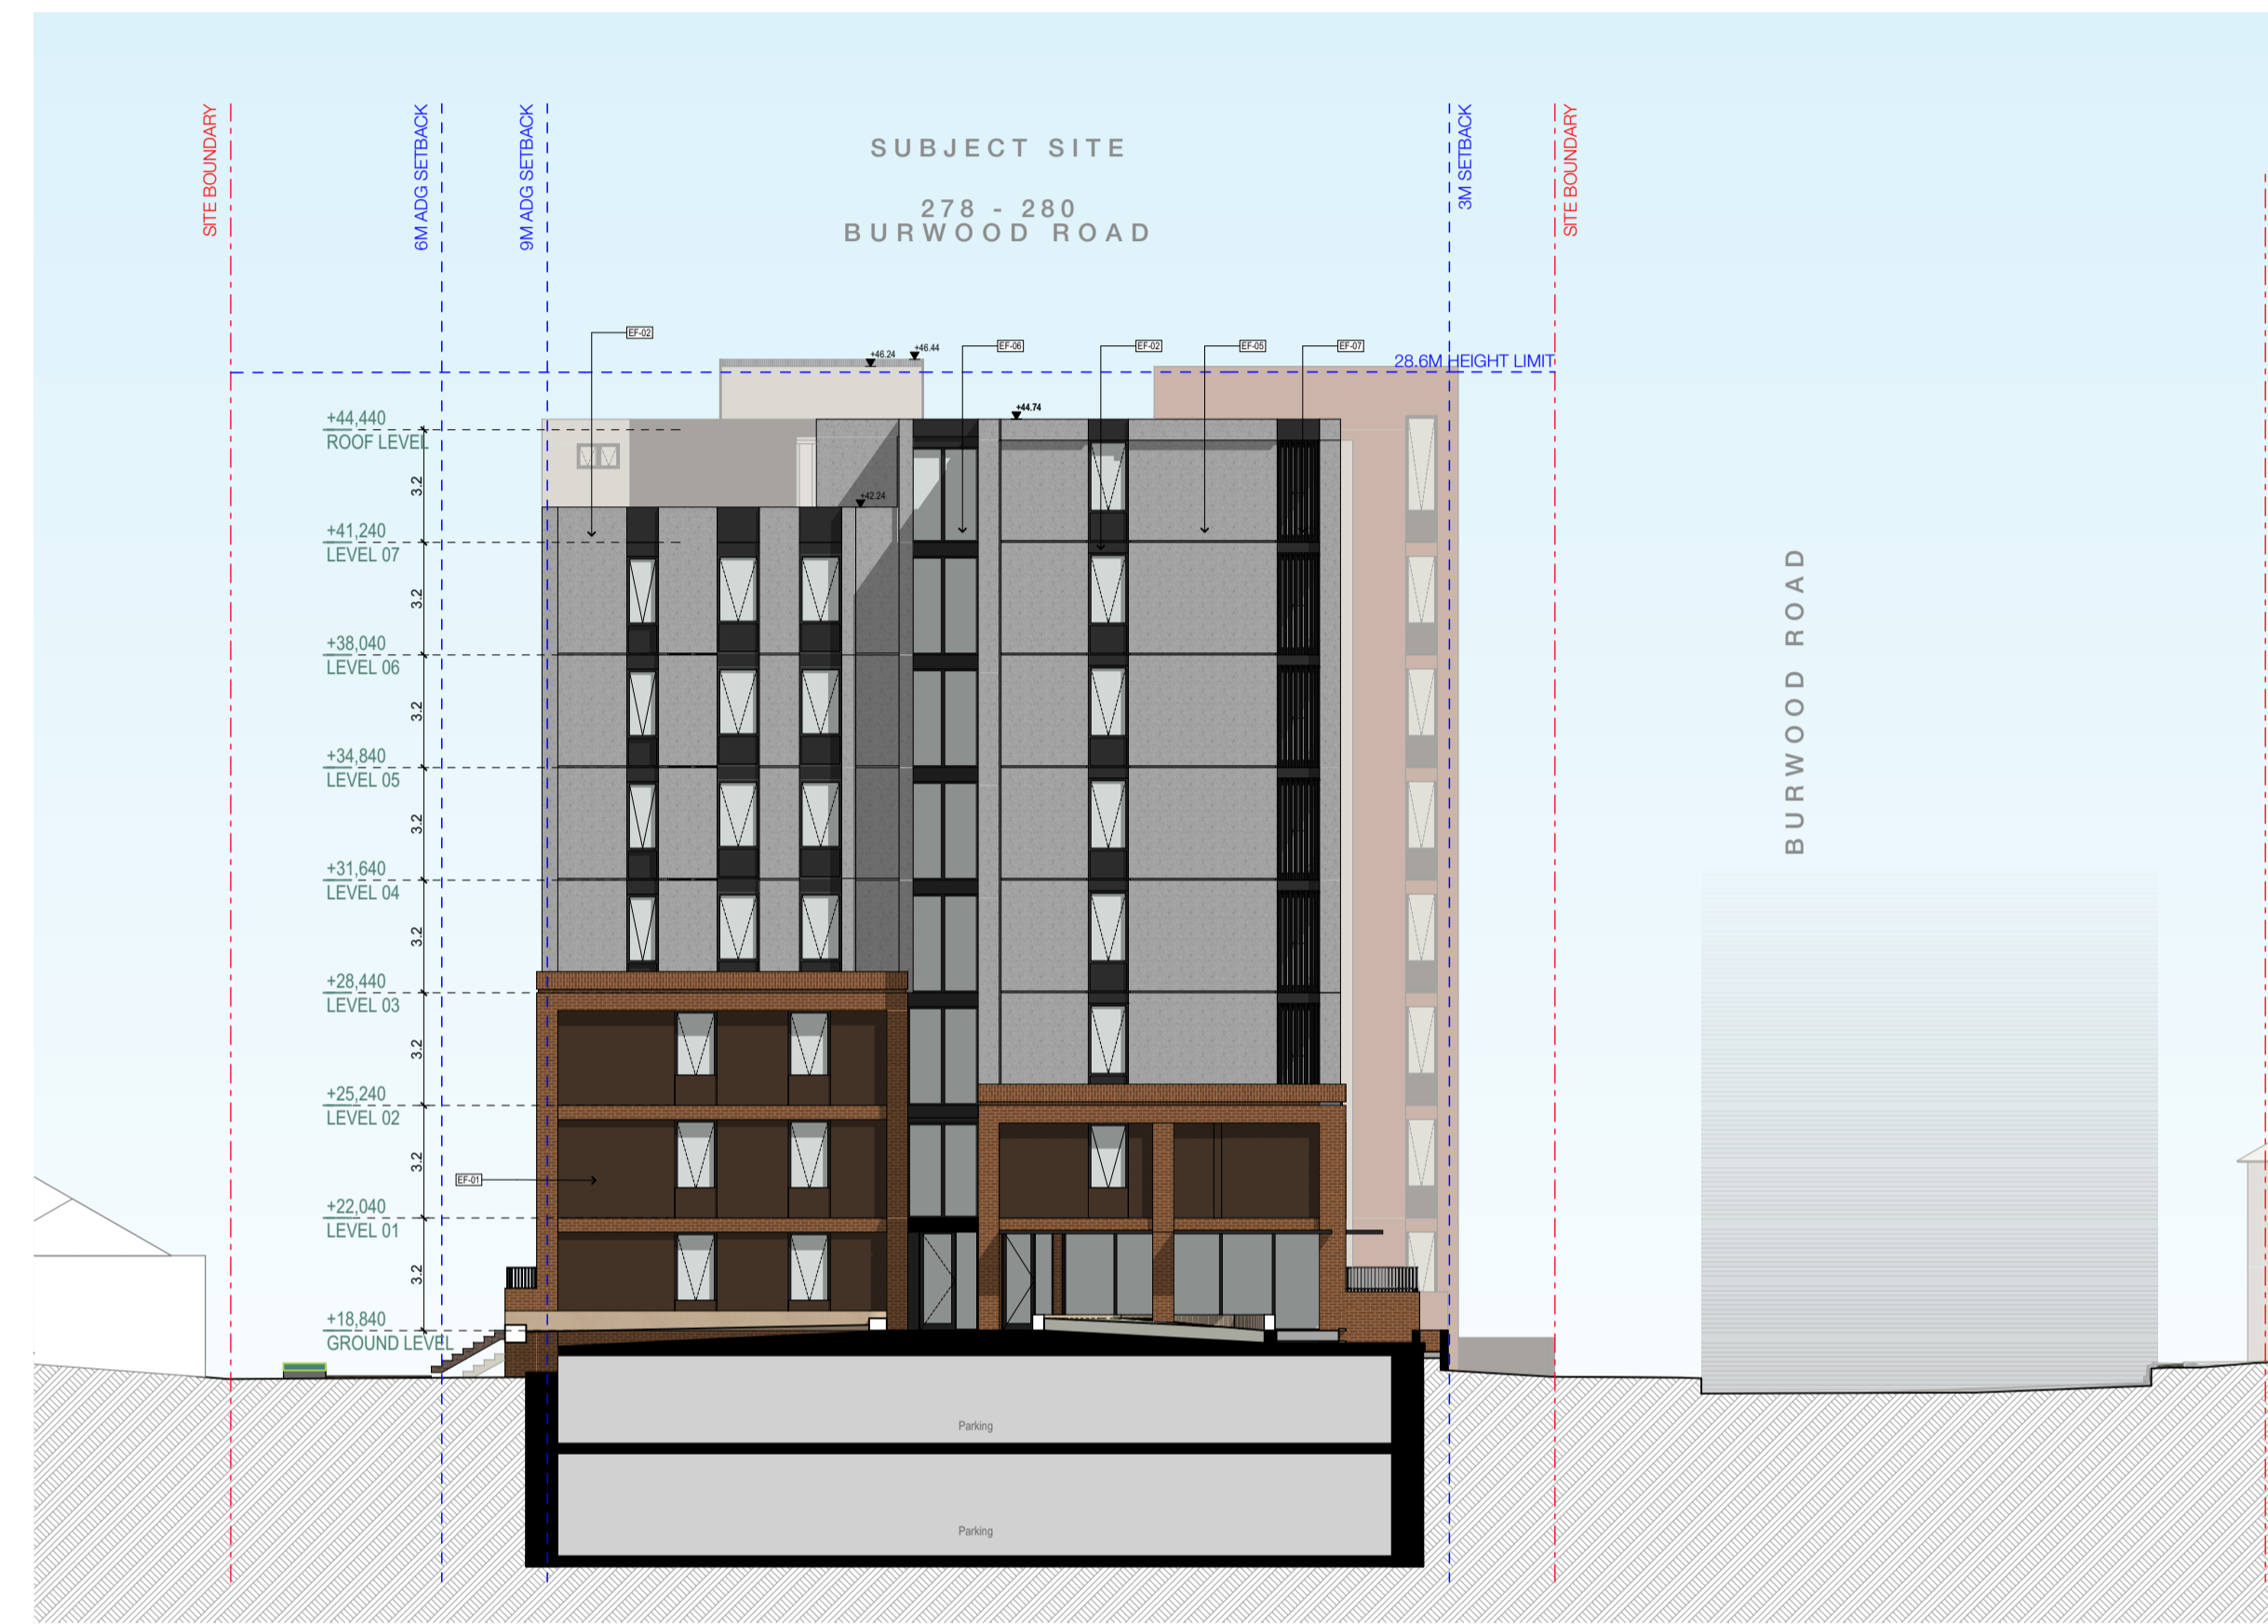 SITE BOUNDARY
6M ADG SETBACK
9M ADG SETBACK
SUBJECT SITE
278 - 280
BURWOOD ROAD
3M SETBACK
SITE BOUNDARY
EF-02
EF-06
EF-02
EF-05
EF-07
+46.24
+46.44
28.6M HEIGHT LIMIT
+44.74
+44,440
ROOF LEVEL
3.2
+42.24
+41,240
LEVEL 07
3.2
+38,040
LEVEL 06
3.2
+34,840
LEVEL 05
3.2
+31,640
LEVEL 04
3.2
+28,440
LEVEL 03
3.2
+25,240
LEVEL 02
3.2
EF-01
+22,040
LEVEL 01
3.2
+18,840
GROUND LEVEL
BURWOOD ROAD
Parking
Parking